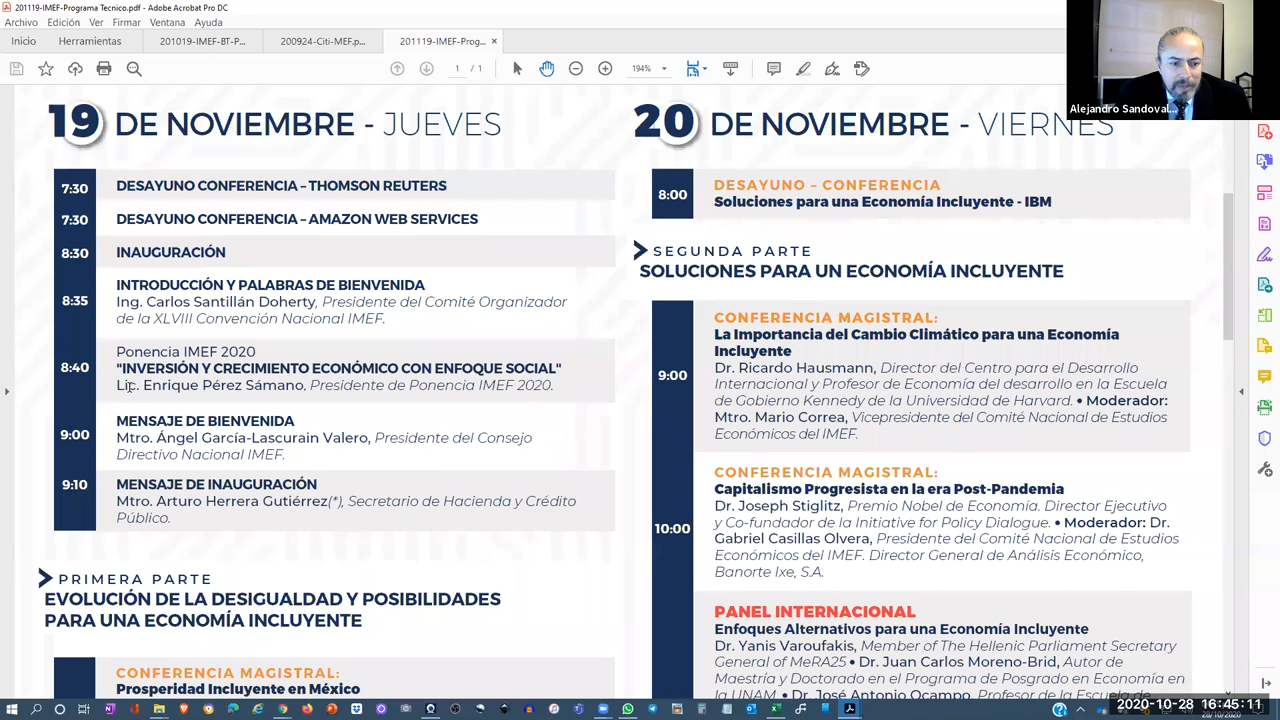 201119-IMEF-Programa Tecnico.pdf - Adobe Acrobat Pro DC
Archivo Edición Ver Firmar Ventana Ayuda
Inicio Herramientas 201019-IMEF-BT-P... 200924-Citi-MEF.p... 201119-IMEF-Prog... ×
1 / 1 194%
Alejandro Sandoval...
19 DE NOVIEMBRE - JUEVES
7:30 DESAYUNO CONFERENCIA – THOMSON REUTERS
7:30 DESAYUNO CONFERENCIA – AMAZON WEB SERVICES
8:30 INAUGURACIÓN
8:35 INTRODUCCIÓN Y PALABRAS DE BIENVENIDA
Ing. Carlos Santillán Doherty, Presidente del Comité Organizador
de la XLVIII Convención Nacional IMEF.
8:40 Ponencia IMEF 2020
"INVERSIÓN Y CRECIMIENTO ECONÓMICO CON ENFOQUE SOCIAL"
Lic. Enrique Pérez Sámano, Presidente de Ponencia IMEF 2020.
9:00 MENSAJE DE BIENVENIDA
Mtro. Ángel García-Lascurain Valero, Presidente del Consejo
Directivo Nacional IMEF.
9:10 MENSAJE DE INAUGURACIÓN
Mtro. Arturo Herrera Gutiérrez(*), Secretario de Hacienda y Crédito
Público.
PRIMERA PARTE
EVOLUCIÓN DE LA DESIGUALDAD Y POSIBILIDADES
PARA UNA ECONOMÍA INCLUYENTE
CONFERENCIA MAGISTRAL:
Prosperidad Incluyente en México
20 DE NOVIEMBRE - VIERNES
8:00 DESAYUNO – CONFERENCIA
Soluciones para una Economía Incluyente - IBM
SEGUNDA PARTE
SOLUCIONES PARA UN ECONOMÍA INCLUYENTE
9:00 CONFERENCIA MAGISTRAL:
La Importancia del Cambio Climático para una Economía
Incluyente
Dr. Ricardo Hausmann, Director del Centro para el Desarrollo
Internacional y Profesor de Economía del desarrollo en la Escuela
de Gobierno Kennedy de la Universidad de Harvard. • Moderador:
Mtro. Mario Correa, Vicepresidente del Comité Nacional de Estudios
Económicos del IMEF.
10:00 CONFERENCIA MAGISTRAL:
Capitalismo Progresista en la era Post-Pandemia
Dr. Joseph Stiglitz, Premio Nobel de Economía. Director Ejecutivo
y Co-fundador de la Initiative for Policy Dialogue. • Moderador: Dr.
Gabriel Casillas Olvera, Presidente del Comité Nacional de Estudios
Económicos del IMEF. Director General de Análisis Económico,
Banorte Ixe, S.A.
PANEL INTERNACIONAL
Enfoques Alternativos para una Economía Incluyente
Dr. Yanis Varoufakis, Member of The Hellenic Parliament Secretary
General of MeRA25 • Dr. Juan Carlos Moreno-Brid, Autor de
Maestría y Doctorado en el Programa de Posgrado en Economía en
la UNAM • Dr. José Antonio Ocampo, Profesor de la Escuela de
2020-10-28 16:45:11
28/10/2020